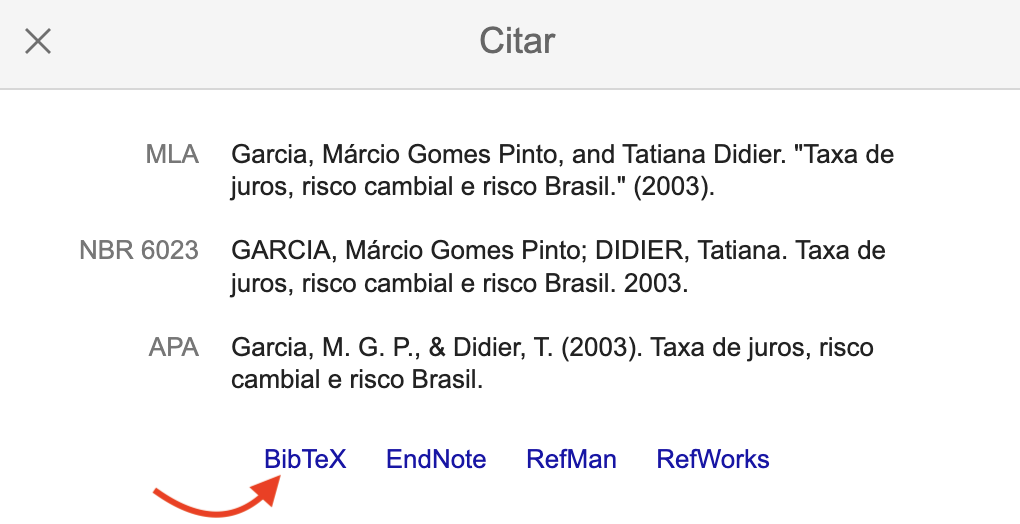 Citar
MLA Garcia, Márcio Gomes Pinto, and Tatiana Didier. "Taxa de
juros, risco cambial e risco Brasil." (2003).
NBR 6023 GARCIA, Márcio Gomes Pinto; DIDIER, Tatiana. Taxa de
juros, risco cambial e risco Brasil. 2003.
APA Garcia, M. G. P., & Didier, T. (2003). Taxa de juros, risco
cambial e risco Brasil.
BibTeX EndNote RefMan RefWorks